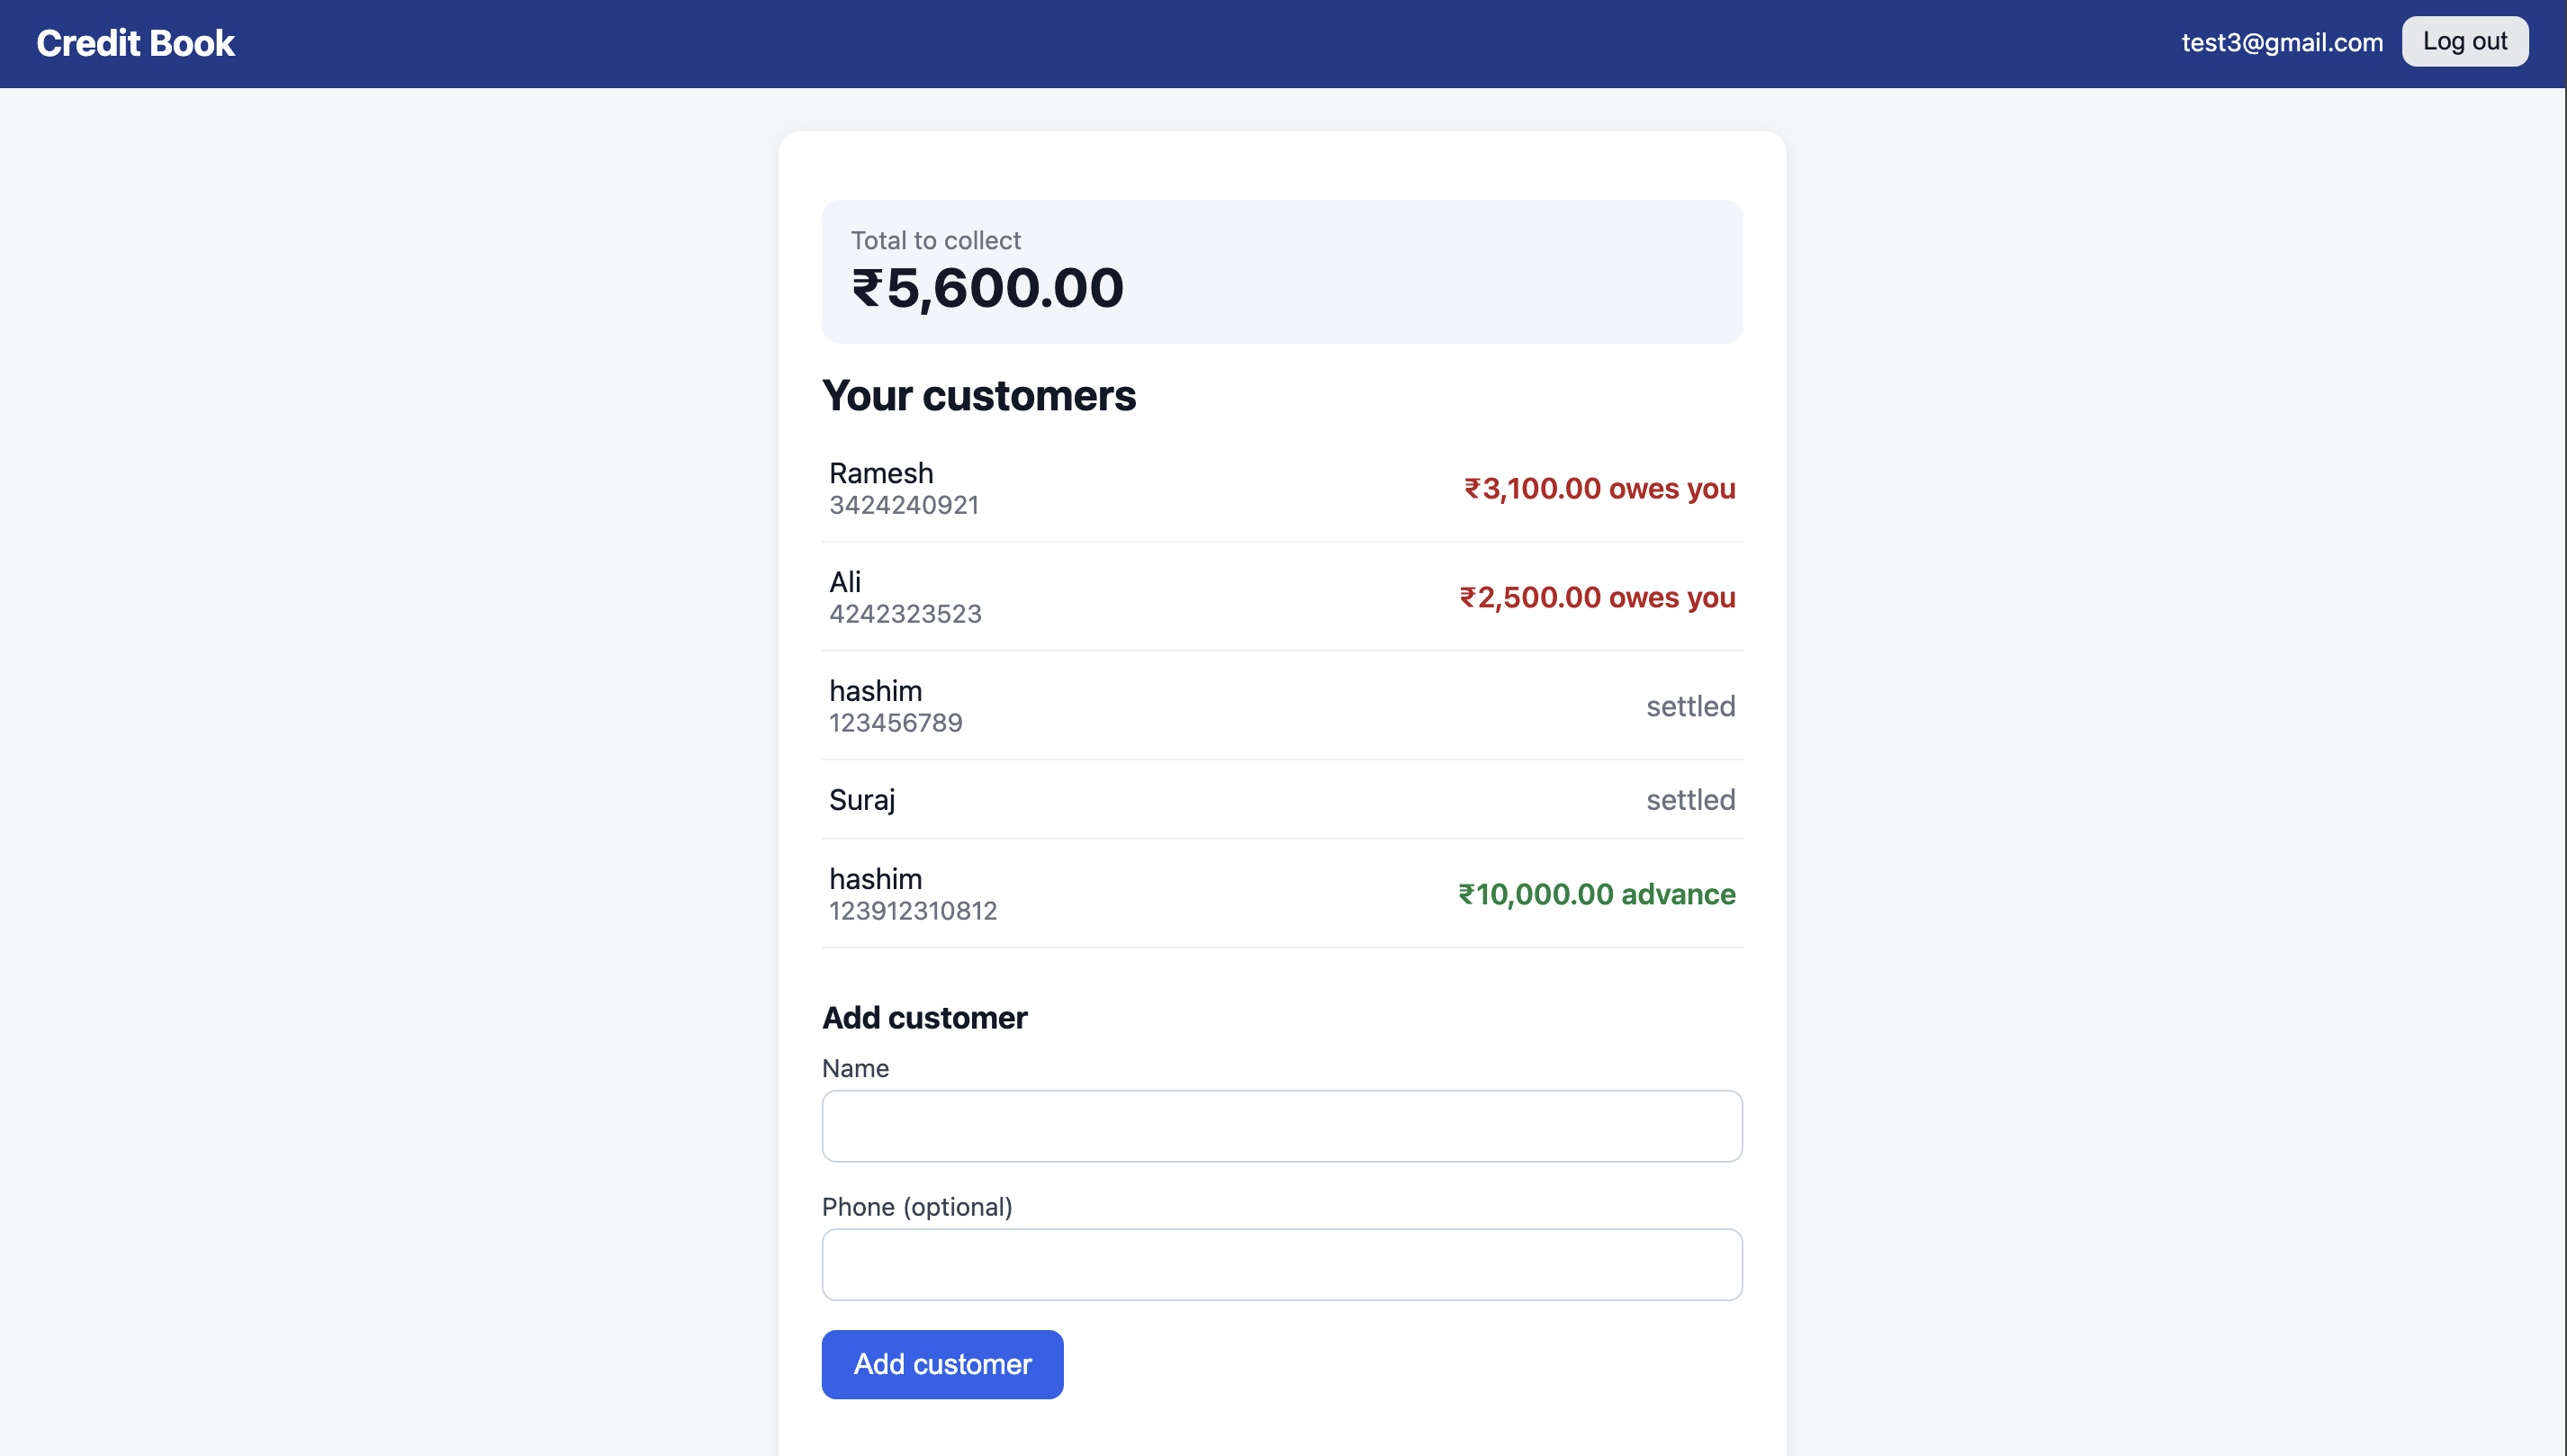 Credit Book
test3@gmail.com
Log out
Total to collect
₹5,600.00
Your customers
Ramesh
3424240921
₹3,100.00 owes you
Ali
4242323523
₹2,500.00 owes you
hashim
123456789
settled
Suraj
settled
hashim
123912310812
₹10,000.00 advance
Add customer
Name
Phone (optional)
Add customer